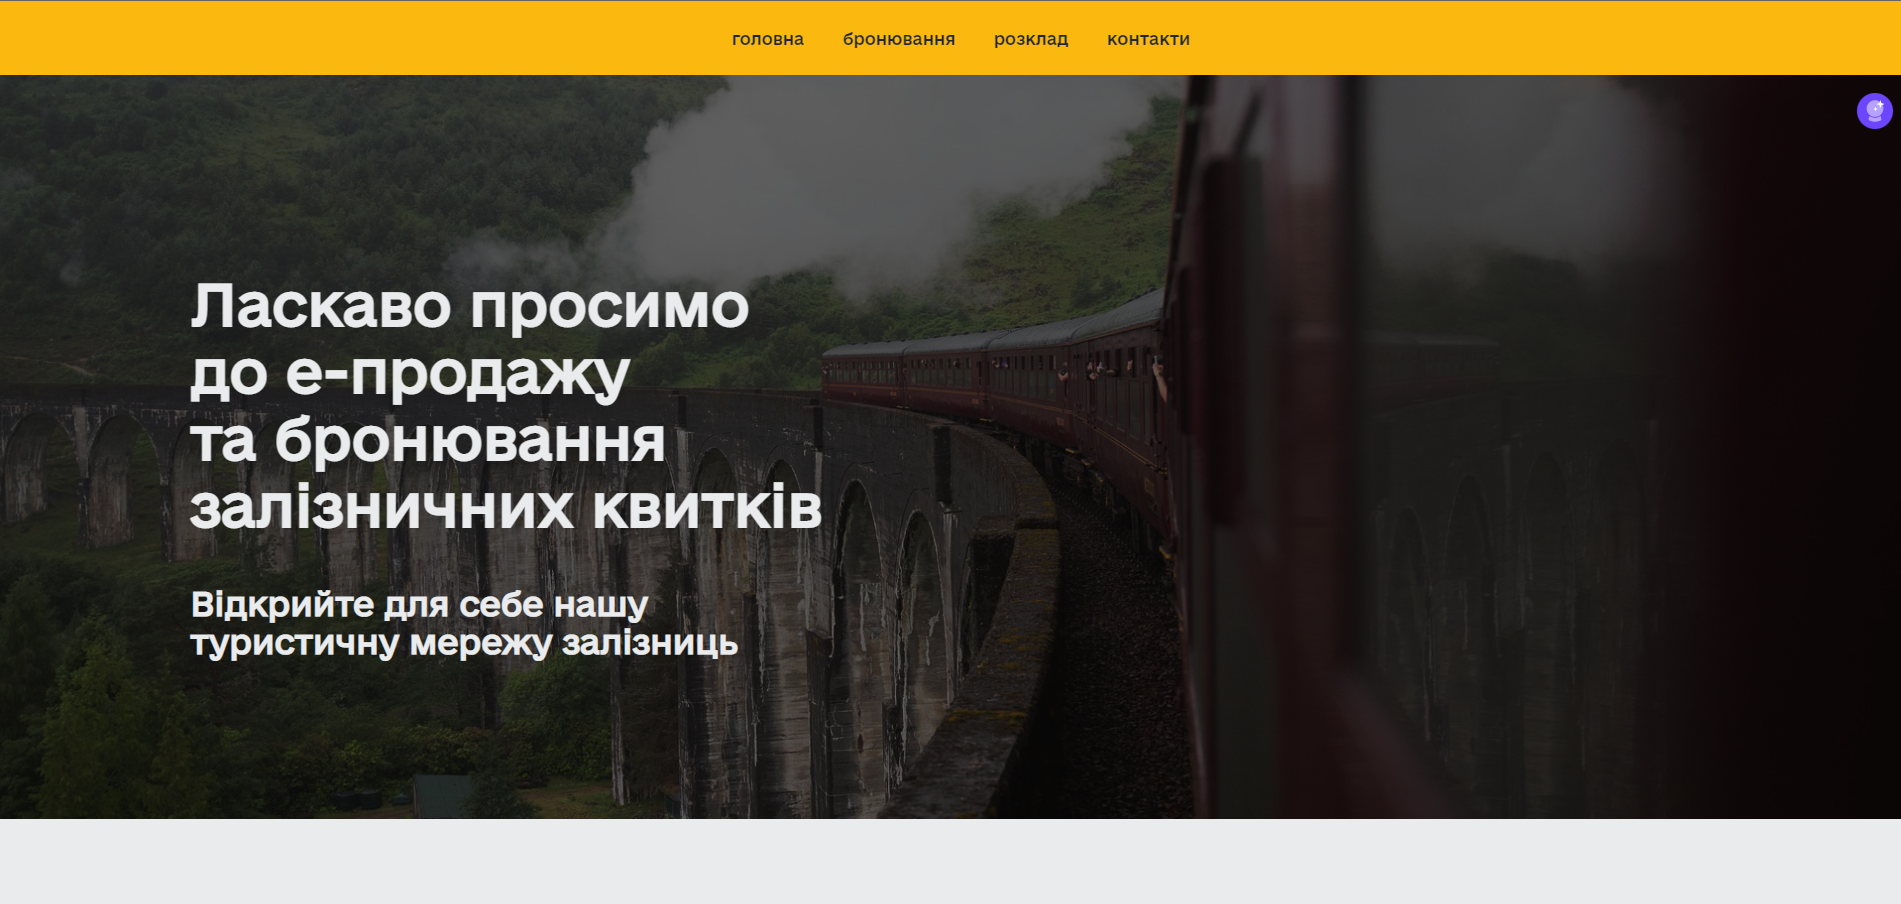 головна бронювання розклад контакти
Ласкаво просимо
до е-продажу
та бронювання
залізничних квитків
Відкрийте для себе нашу
туристичну мережу залізниць